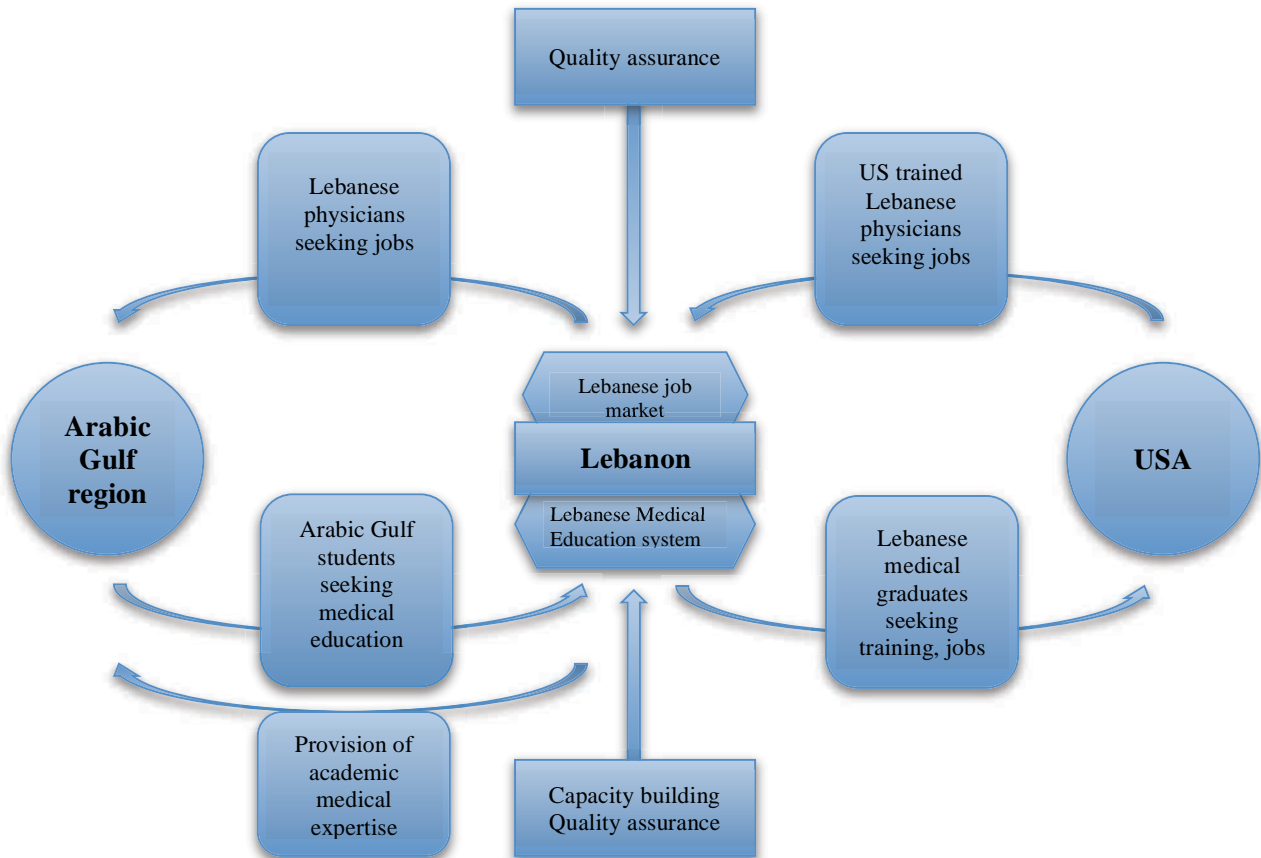 Quality assurance
Lebanese
physicians
seeking jobs
US trained
Lebanese
physicians
seeking jobs
Arabic
Gulf
region
Lebanese job
market
Lebanon
Lebanese Medical
Education system
USA
Arabic Gulf
students
seeking
medical
education
Lebanese
medical
graduates
seeking
training, jobs
Provision of
academic
medical
expertise
Capacity building
Quality assurance